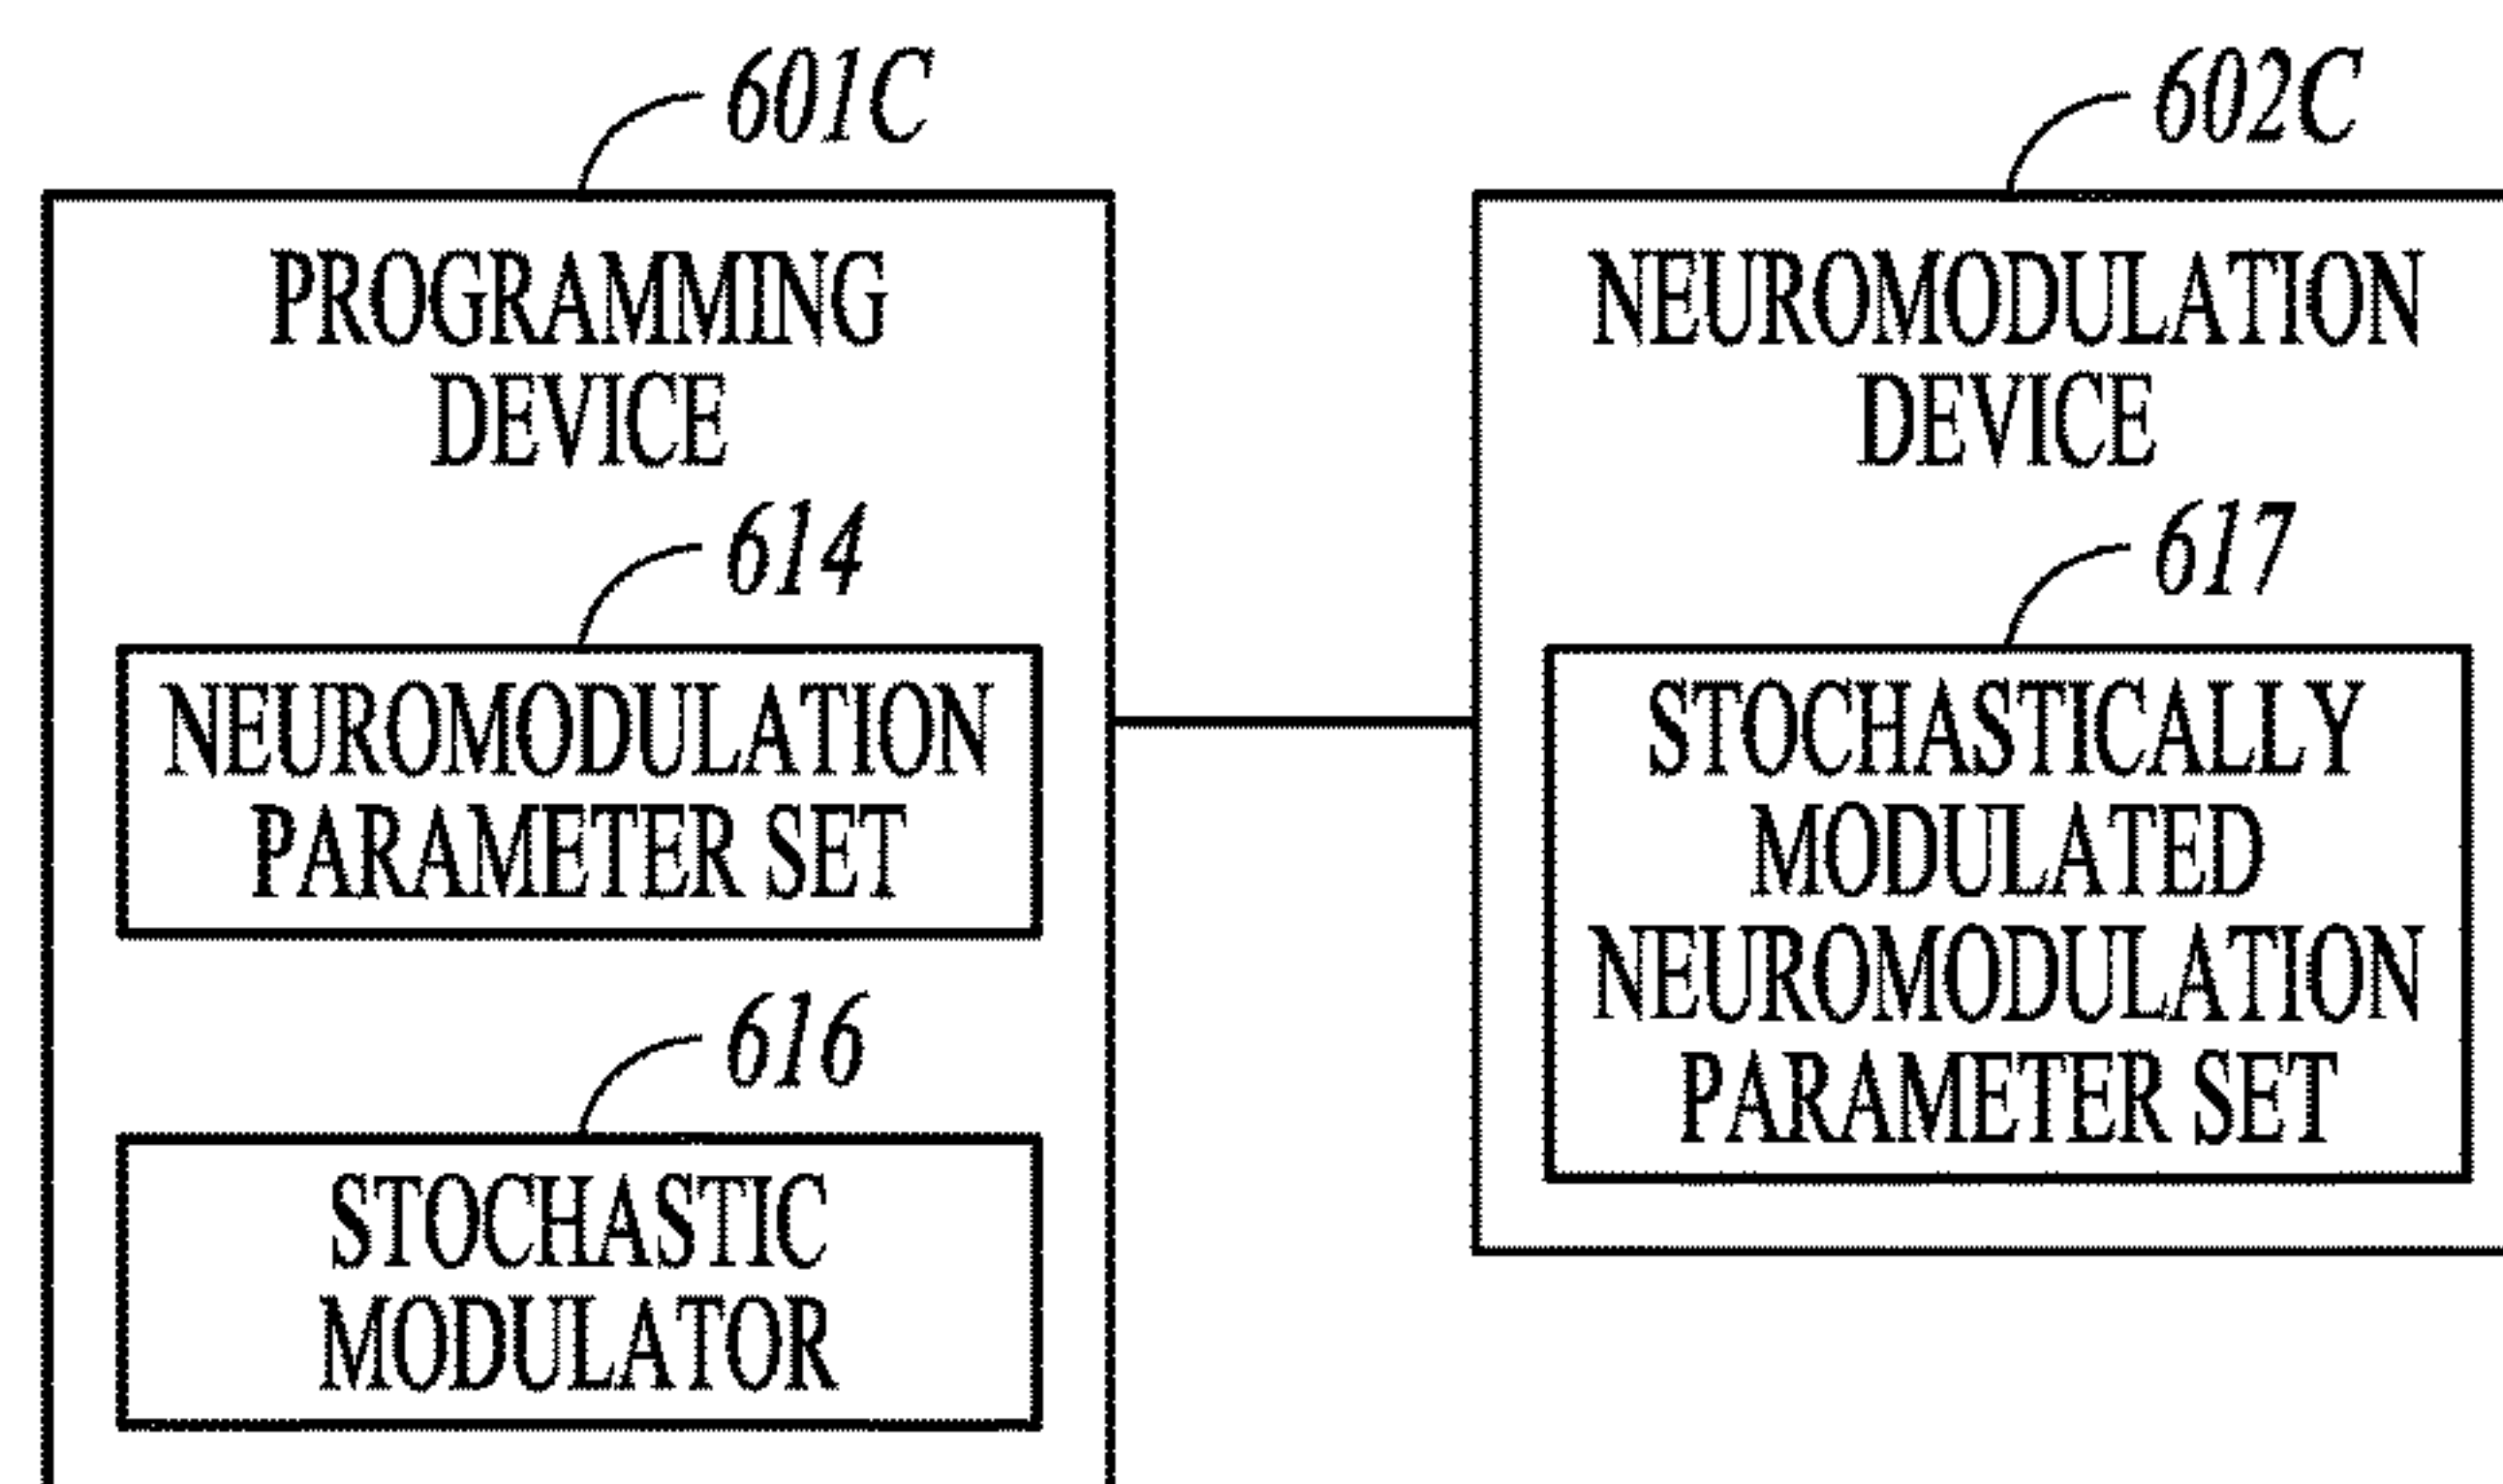 601C
PROGRAMMING
DEVICE
614
NEUROMODULATION
PARAMETER SET
616
STOCHASTIC
MODULATOR
602C
NEUROMODULATION
DEVICE
617
STOCHASTICALLY
MODULATED
NEUROMODULATION
PARAMETER SET